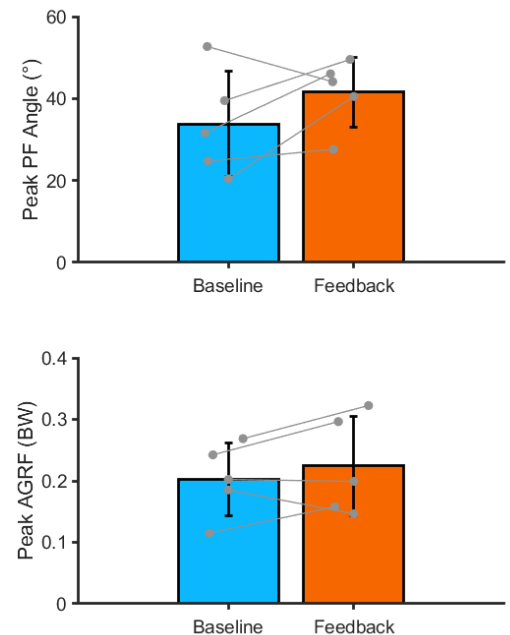 Peak PF Angle (°)
60
40
20
0
Baseline Feedback
Peak AGRF (BW)
0.4
0.3
0.2
0.1
0
Baseline Feedback